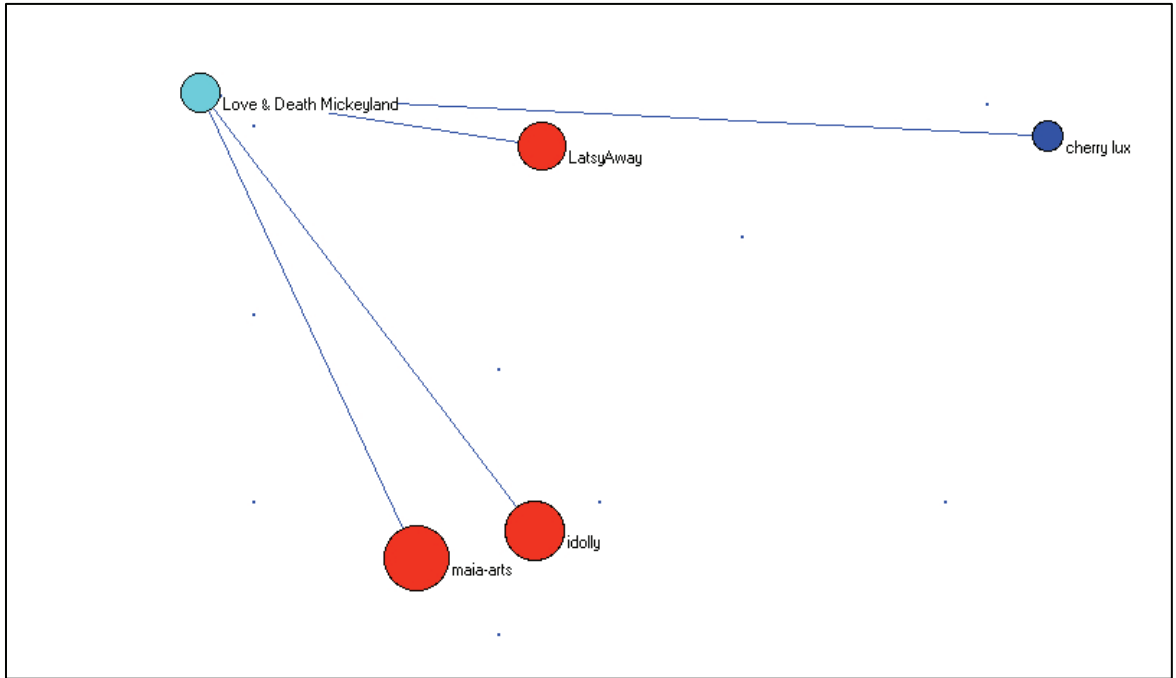 Love & Death Mickeyland
LatsyAway
cherry lux
idolly
maia-arts